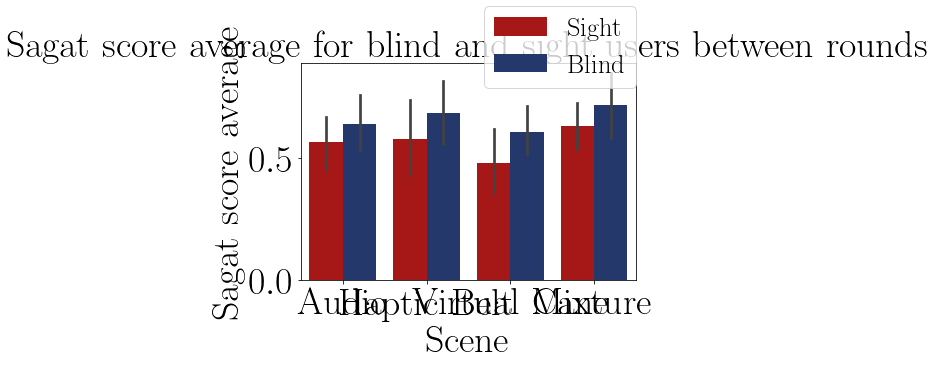 Sagat score average for blind and sight users between rounds
Sight
Blind
Sagat score average
0.5
0.0
Audio
Haptic Belt
Virtual Cane
Mixture
Scene